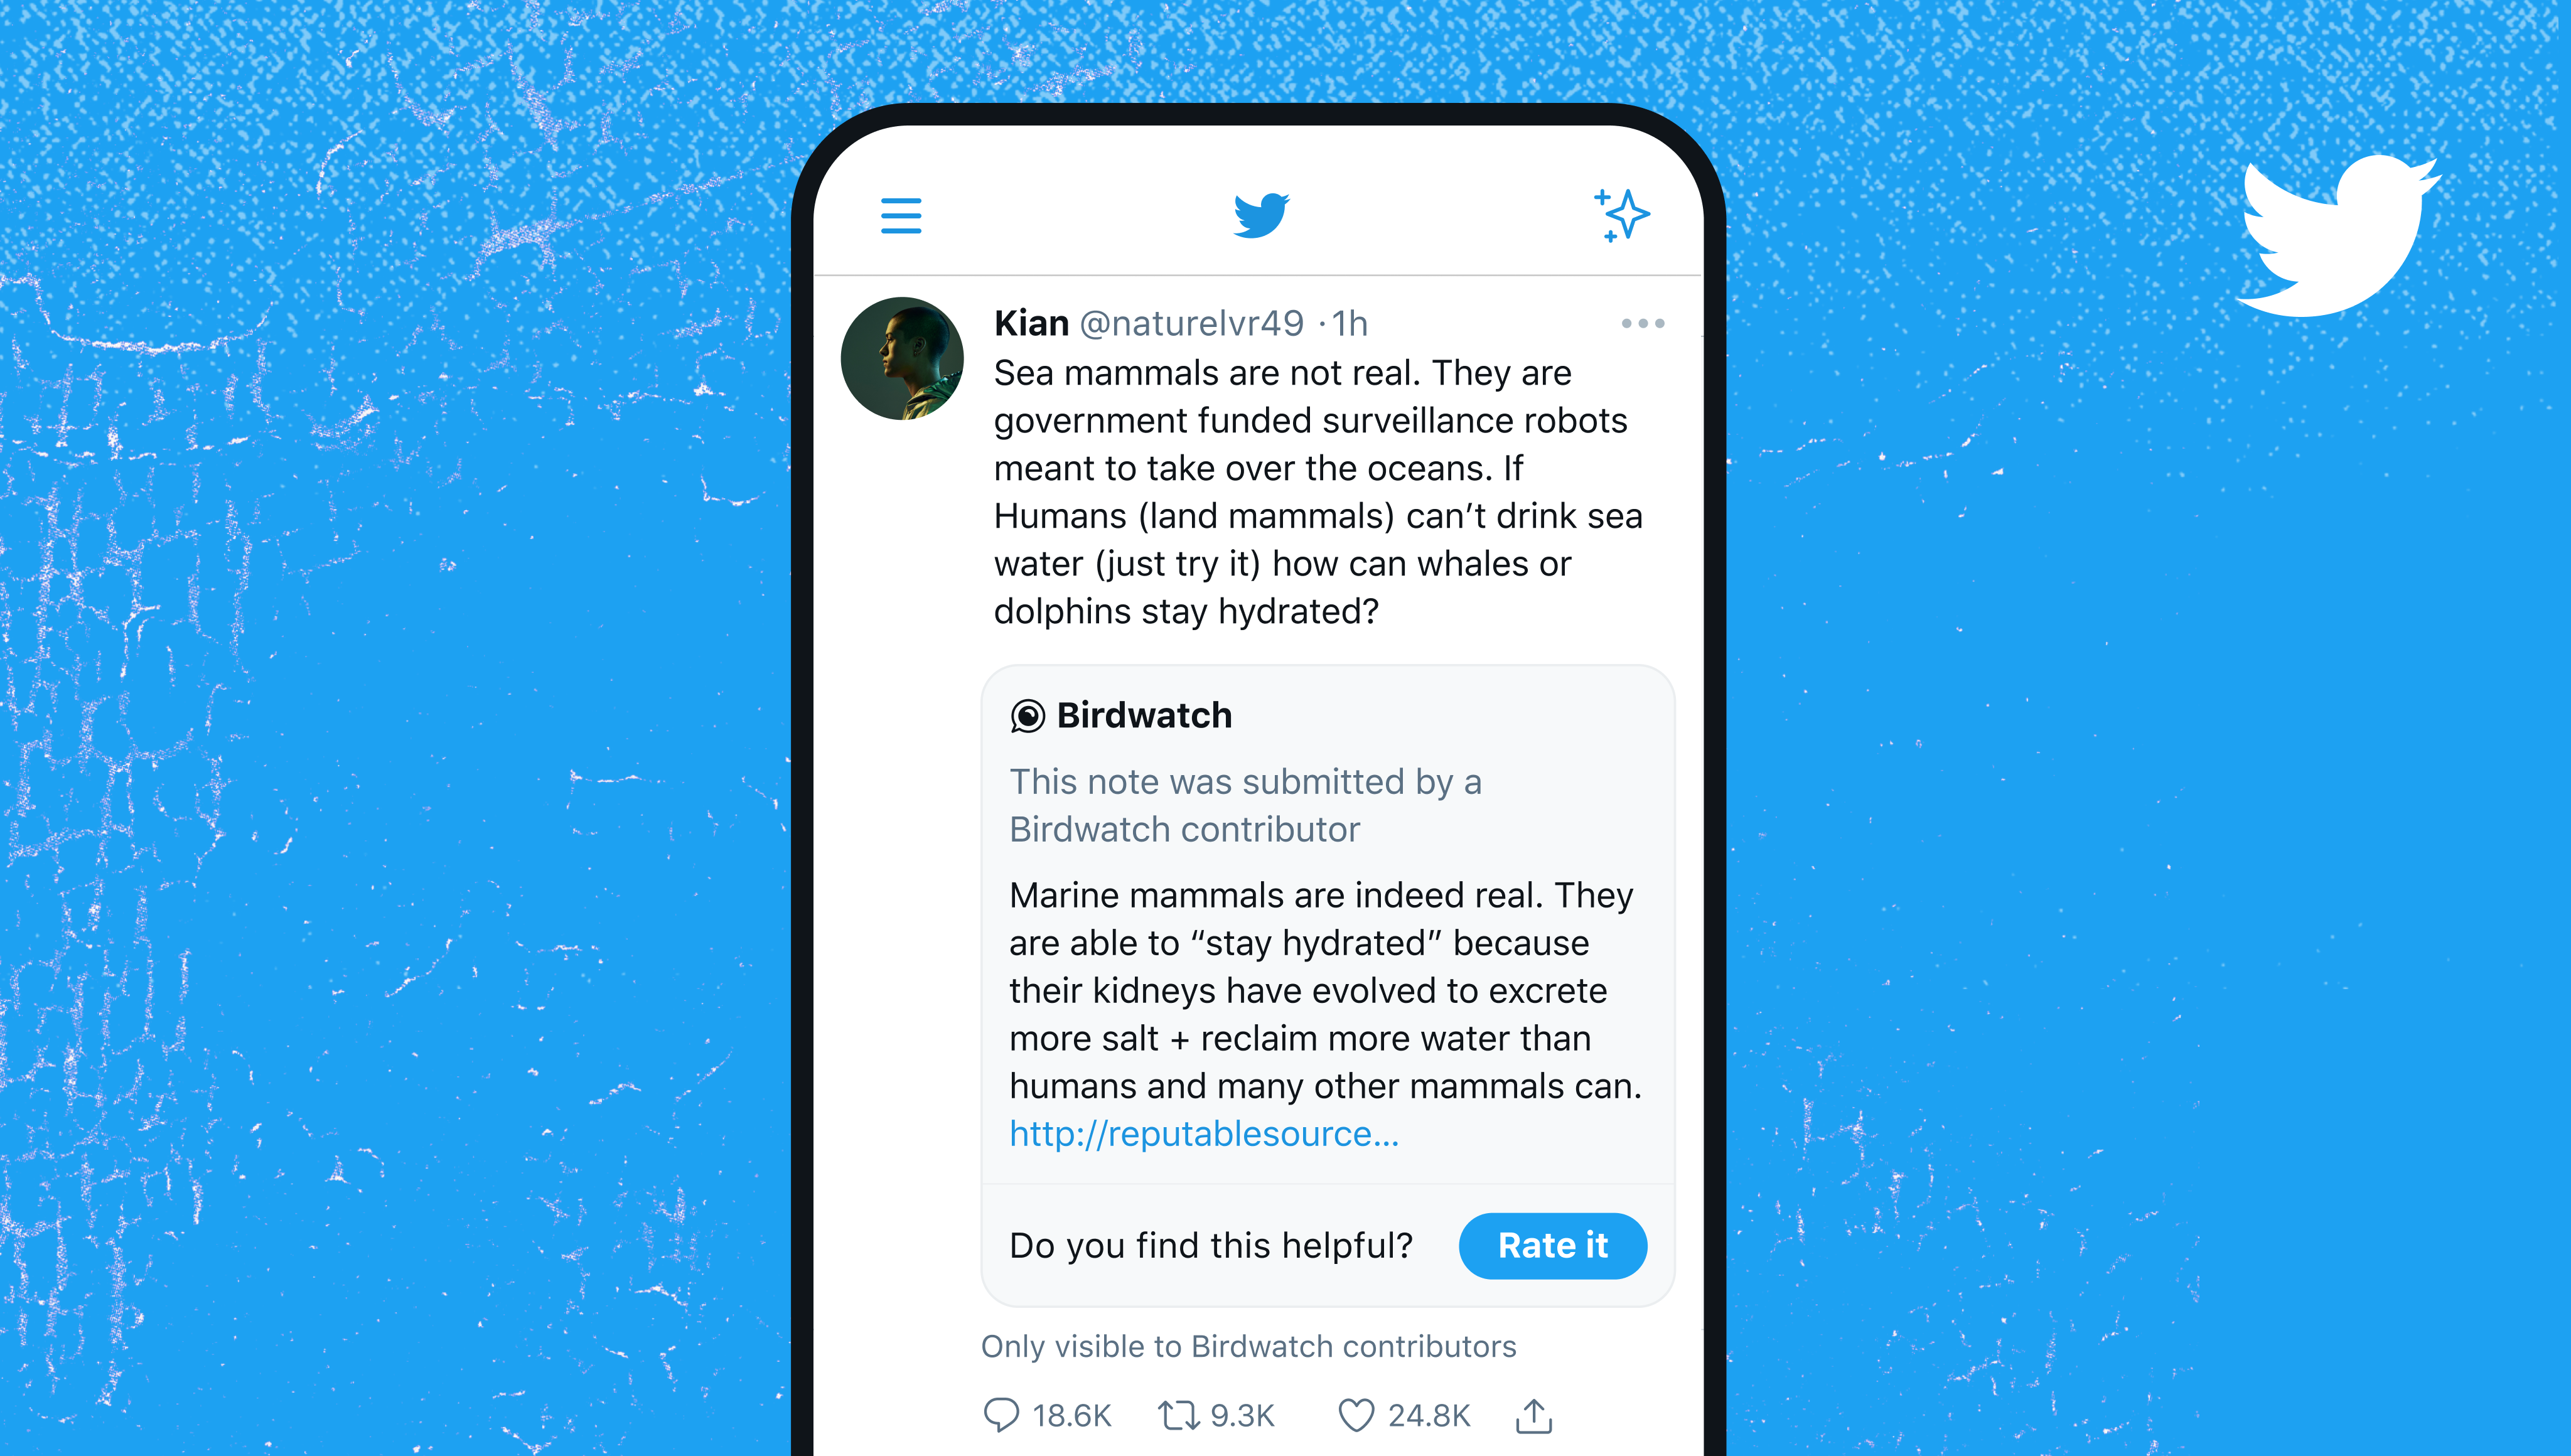 Kian @naturelvr49 · 1h
Sea mammals are not real. They are
government funded surveillance robots
meant to take over the oceans. If
Humans (land mammals) can’t drink sea
water (just try it) how can whales or
dolphins stay hydrated?
Birdwatch
This note was submitted by a
Birdwatch contributor
Marine mammals are indeed real. They
are able to “stay hydrated” because
their kidneys have evolved to excrete
more salt + reclaim more water than
humans and many other mammals can.
http://reputablesource...
Do you find this helpful? Rate it
Only visible to Birdwatch contributors
18.6K 9.3K 24.8K